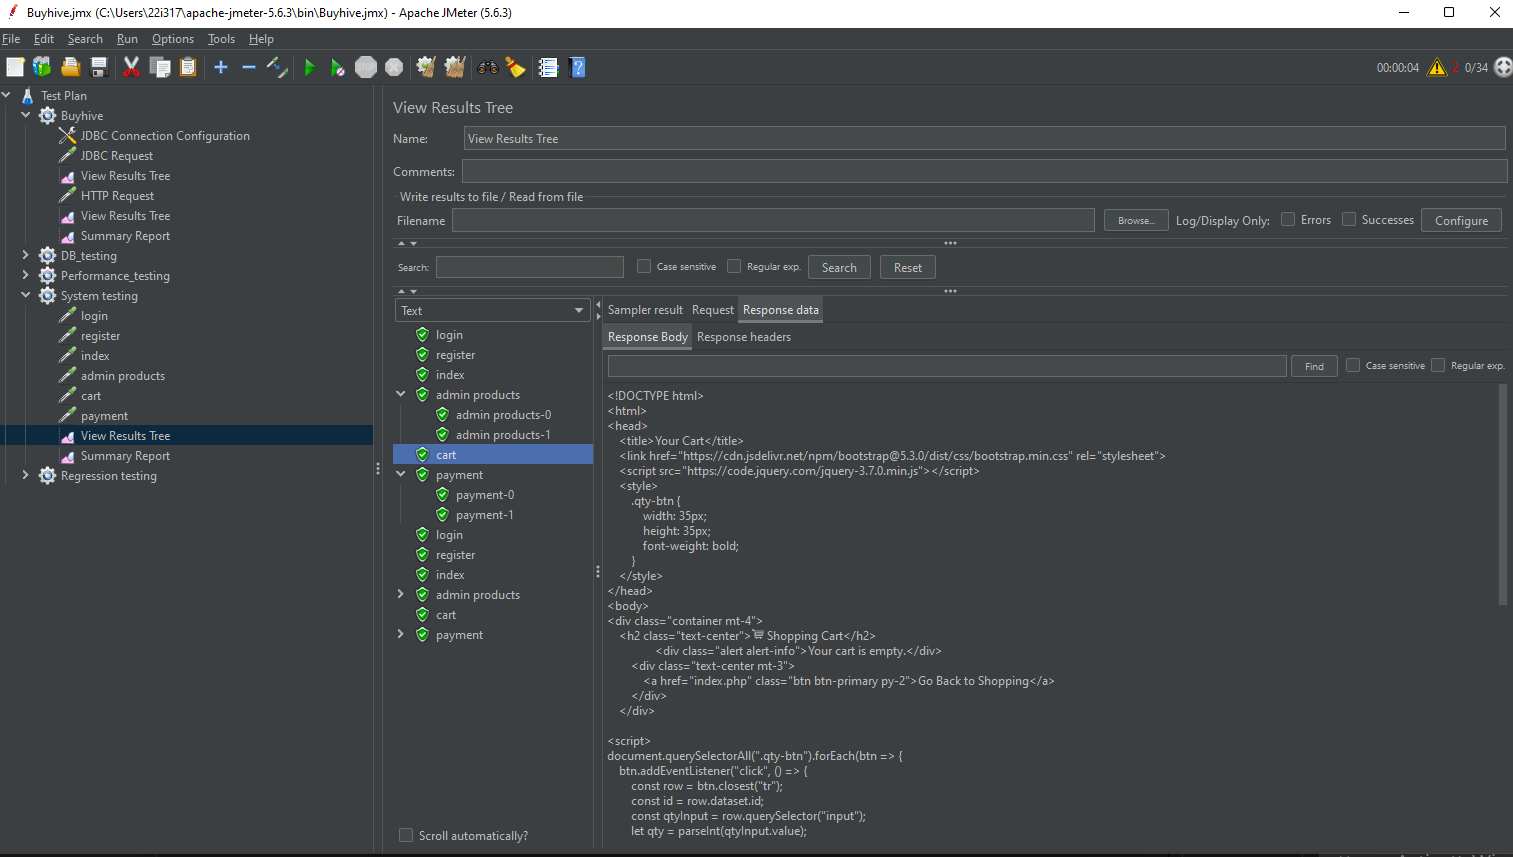 Buyhive.jmx (C:\Users\22i317\apache-jmeter-5.6.3\bin\Buyhive.jmx) - Apache JMeter (5.6.3)
File Edit Search Run Options Tools Help
STOP
00:00:04 2 0/34
Test Plan
Buyhive
JDBC Connection Configuration
JDBC Request
View Results Tree
HTTP Request
View Results Tree
Summary Report
DB_testing
Performance_testing
System testing
login
register
index
admin products
cart
payment
View Results Tree
Summary Report
Regression testing
View Results Tree
Name: View Results Tree
Comments:
Write results to file / Read from file
Filename Browse... Log/Display Only: Errors Successes Configure
Search: Case sensitive Regular exp. Search Reset
Text
login
register
index
admin products
admin products-0
admin products-1
cart
payment
payment-0
payment-1
login
register
index
admin products
cart
payment
Scroll automatically?
Sampler result Request Response data
Response Body Response headers
Find Case sensitive Regular exp.
<!DOCTYPE html>
<html>
<head>
<title>Your Cart</title>
<link href="https://cdn.jsdelivr.net/npm/bootstrap@5.3.0/dist/css/bootstrap.min.css" rel="stylesheet">
<script src="https://code.jquery.com/jquery-3.7.0.min.js"></script>
<style>
.qty-btn {
width: 35px;
height: 35px;
font-weight: bold;
}
</style>
</head>
<body>
<div class="container mt-4">
<h2 class="text-center">🛒 Shopping Cart</h2>
<div class="alert alert-info">Your cart is empty.</div>
<div class="text-center mt-3">
<a href="index.php" class="btn btn-primary py-2">Go Back to Shopping</a>
</div>
</div>
<script>
document.querySelectorAll(".qty-btn").forEach(btn => {
btn.addEventListener("click", () => {
const row = btn.closest("tr");
const id = row.dataset.id;
const qtyInput = row.querySelector("input");
let qty = parseInt(qtyInput.value);